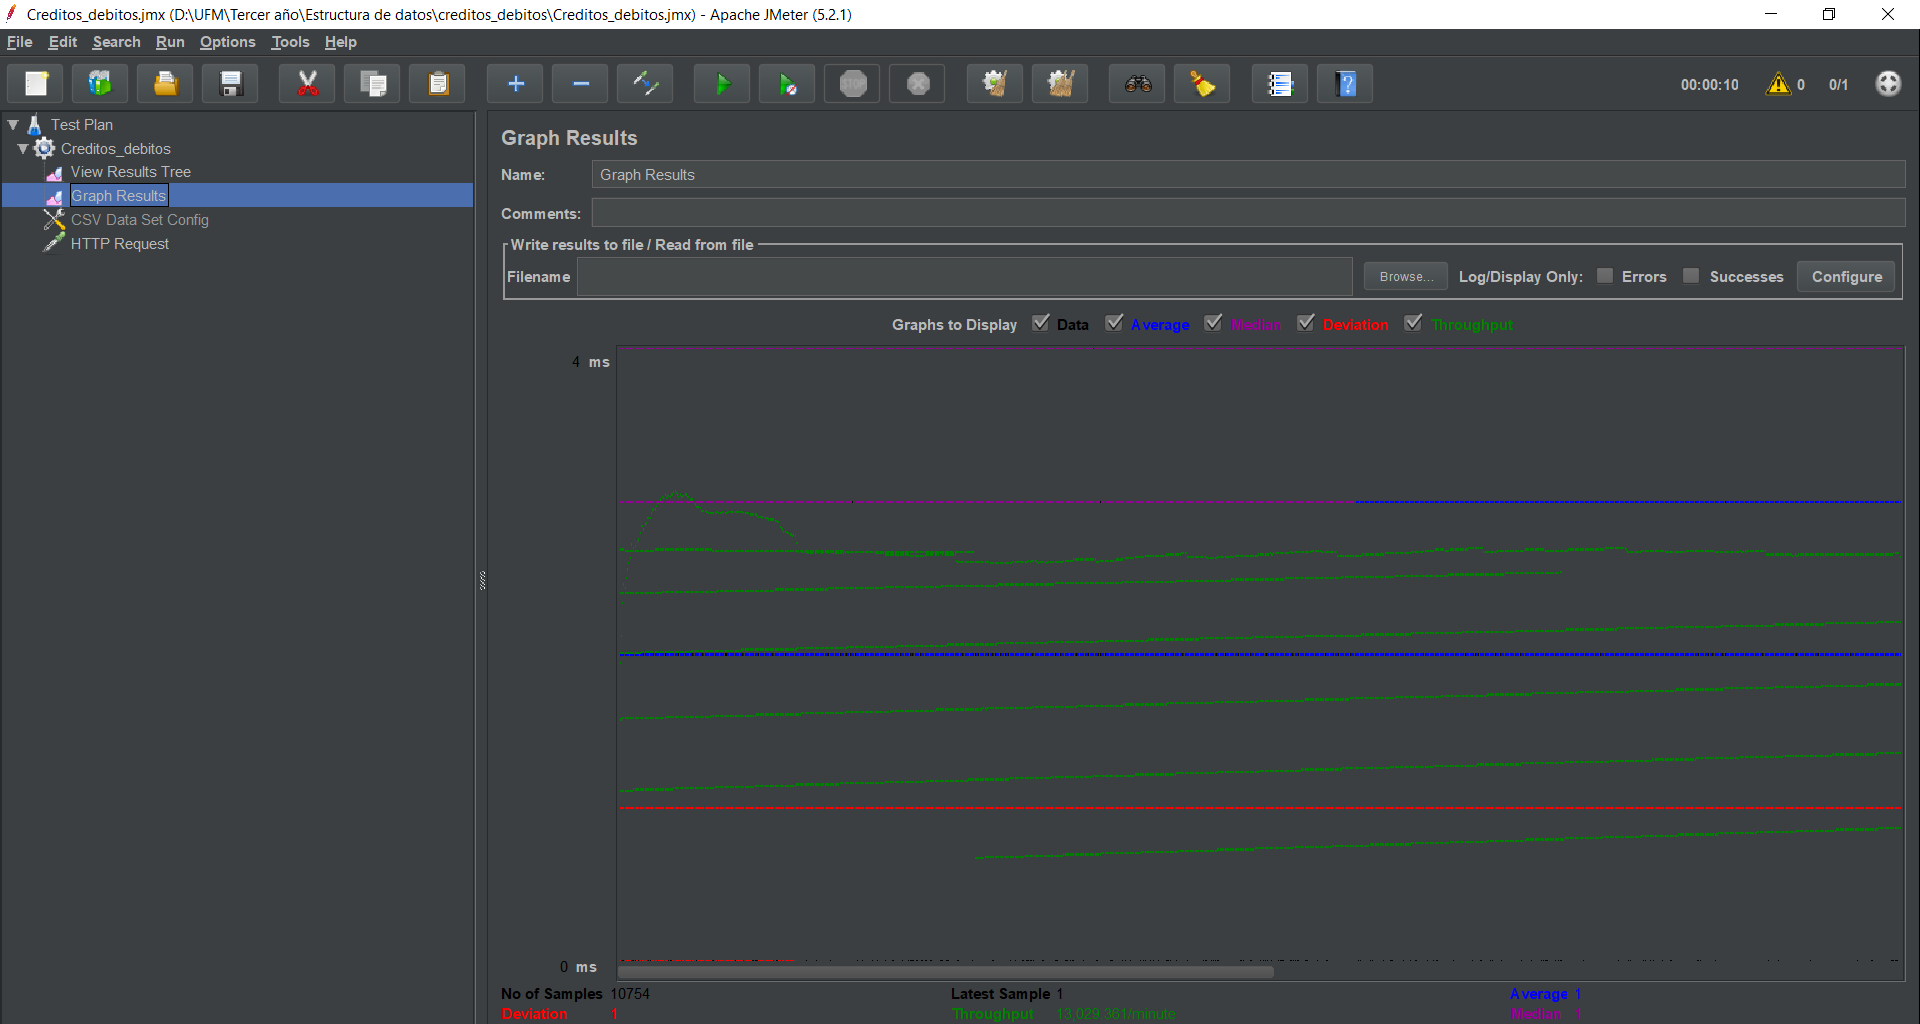 Creditos_debitos.jmx (D:\UFM\Tercer año\Estructura de datos\creditos_debitos\Creditos_debitos.jmx) - Apache JMeter (5.2.1)
File Edit Search Run Options Tools Help
STOP
00:00:10 0 0/1
Test Plan
Creditos_debitos
View Results Tree
Graph Results
CSV Data Set Config
HTTP Request
Graph Results
Name: Graph Results
Comments:
Write results to file / Read from file
Filename Browse... Log/Display Only: Errors Successes Configure
Graphs to Display Data Average Median Deviation Throughput
4 ms
0 ms
No of Samples 10754 Latest Sample 1 Average 1
Deviation 1 Throughput 13,029.361/minute Median 1